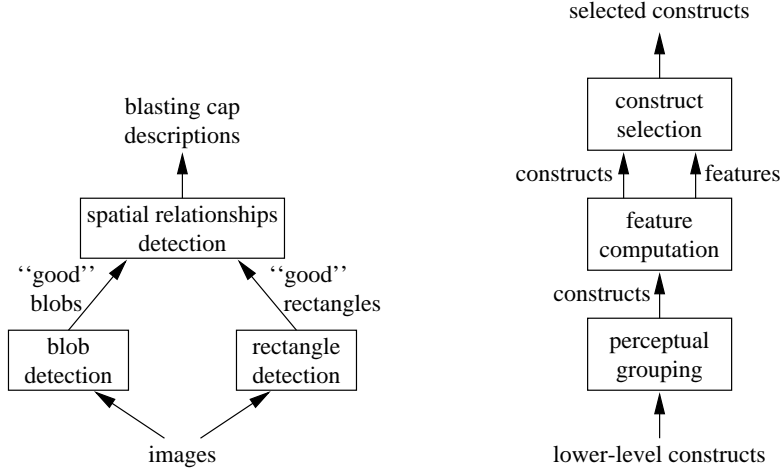 blasting cap
descriptions
spatial relationships
detection
‘‘good’’
blobs
‘‘good’’
rectangles
blob
detection
rectangle
detection
images
selected constructs
construct
selection
constructs
features
feature
computation
constructs
perceptual
grouping
lower-level constructs